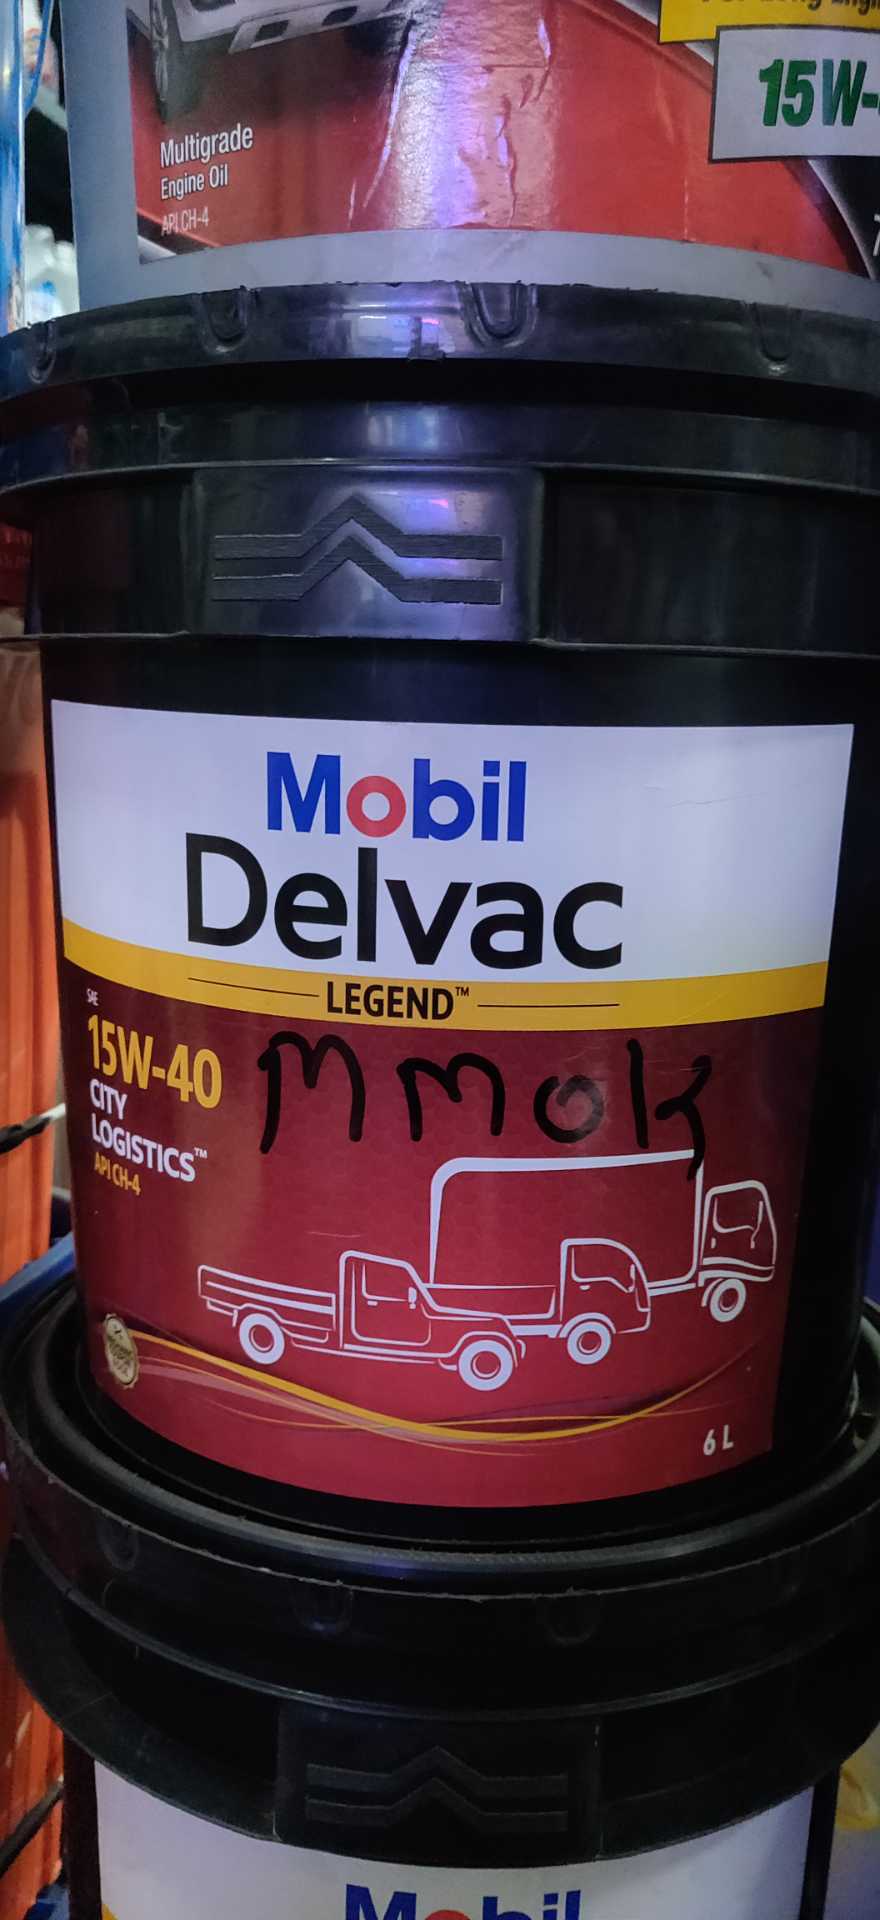 15W-
Multigrade
Engine Oil
API CH-4
Mobil
Delvac
LEGEND™
SAE
15W-40
MMOK
CITY
LOGISTICS™
API CH-4
6 L
Mobil